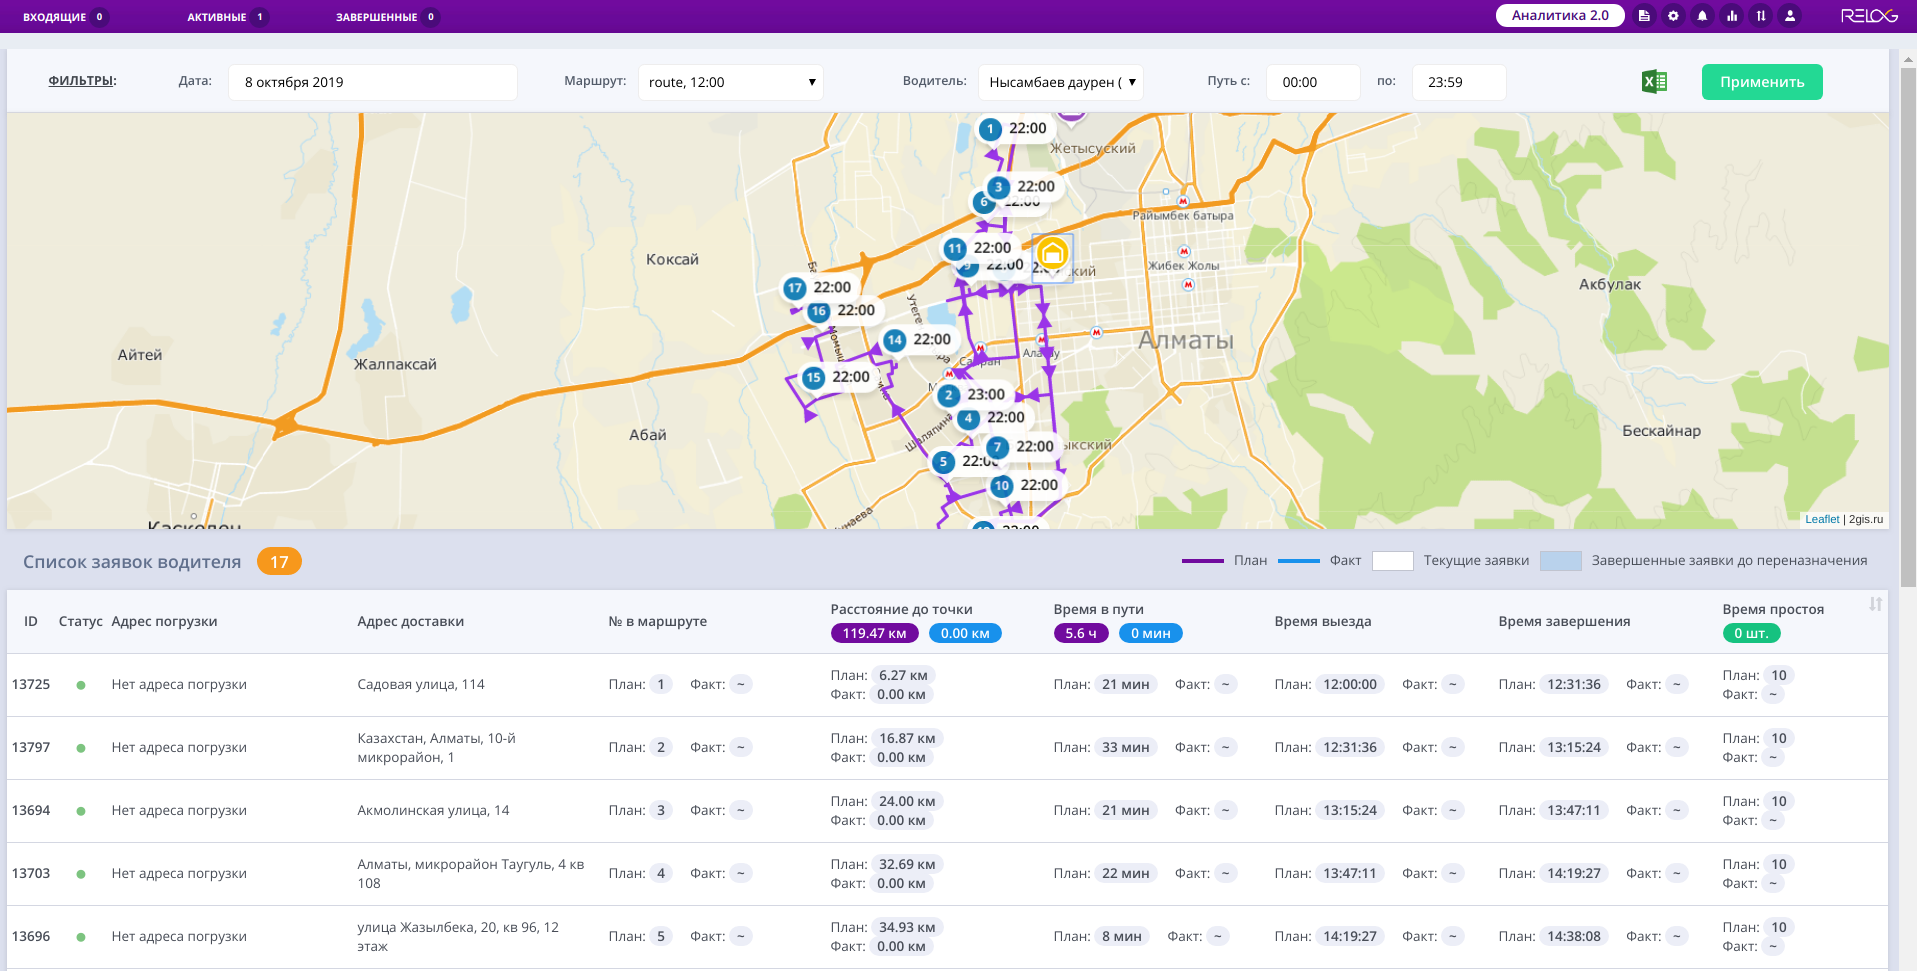 ВХОДЯЩИЕ 0 АКТИВНЫЕ 1 ЗАВЕРШЕННЫЕ 0 Аналитика 2.0 RELOG
ФИЛЬТРЫ: Дата: 8 октября 2019 Маршрут: route, 12:00 Водитель: Нысамбаев даурен ( Путь с: 00:00 по: 23:59 Применить
1 22:00
Жетысуский
3 22:00
6 22:00
Райымбек батыра
11 22:00
9 22:00
Жибек Жолы
Коксай
Акбулак
17 22:00
16 22:00
14 22:00
Алматы
Айтей
Жалпаксай
15 22:00
2 23:00
4 22:00
Шаляпина
Абай
Бескайнар
7 22:00
5 22:00
10 22:00
Каскелен
22:00
Leaflet | 2gis.ru
Список заявок водителя 17 План Факт Текущие заявки Завершенные заявки до переназначения
ID Статус Адрес погрузки Адрес доставки № в маршруте Расстояние до точки Время в пути Время выезда Время завершения Время простоя
119.47 км 0.00 км 5.6 ч 0 мин 0 шт.
13725 Нет адреса погрузки Садовая улица, 114 План: 1 Факт: ~ План: 6.27 км Факт: 0.00 км План: 21 мин Факт: ~ План: 12:00:00 Факт: ~ План: 12:31:36 Факт: ~ План: 10 Факт: ~
13797 Нет адреса погрузки Казахстан, Алматы, 10-й микрорайон, 1 План: 2 Факт: ~ План: 16.87 км Факт: 0.00 км План: 33 мин Факт: ~ План: 12:31:36 Факт: ~ План: 13:15:24 Факт: ~ План: 10 Факт: ~
13694 Нет адреса погрузки Акмолинская улица, 14 План: 3 Факт: ~ План: 24.00 км Факт: 0.00 км План: 21 мин Факт: ~ План: 13:15:24 Факт: ~ План: 13:47:11 Факт: ~ План: 10 Факт: ~
13703 Нет адреса погрузки Алматы, микрорайон Таугуль, 4 кв 108 План: 4 Факт: ~ План: 32.69 км Факт: 0.00 км План: 22 мин Факт: ~ План: 13:47:11 Факт: ~ План: 14:19:27 Факт: ~ План: 10 Факт: ~
13696 Нет адреса погрузки улица Жазылбека, 20, кв 96, 12 этаж План: 5 Факт: ~ План: 34.93 км Факт: 0.00 км План: 8 мин Факт: ~ План: 14:19:27 Факт: ~ План: 14:38:08 Факт: ~ План: 10 Факт: ~